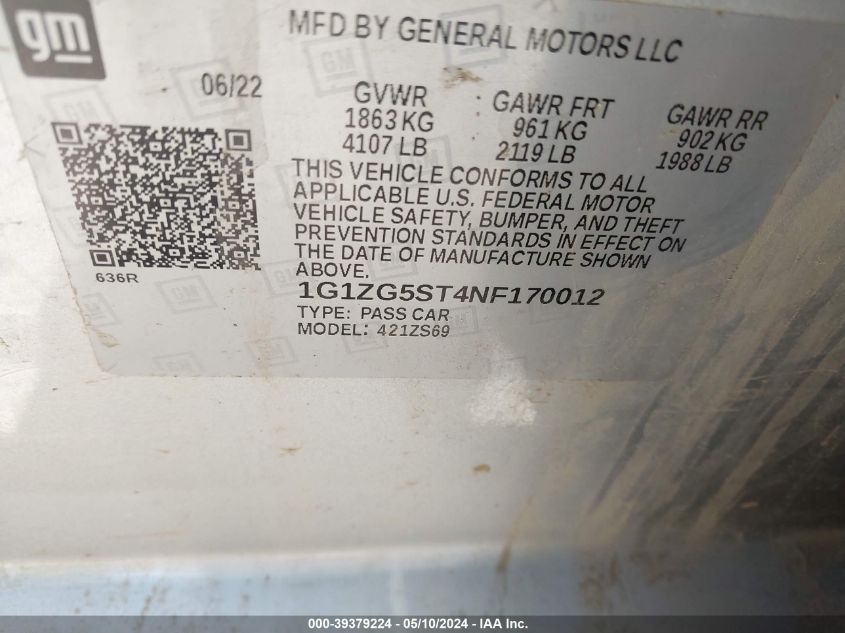 gm
MFD BY GENERAL MOTORS LLC
06/22
GVWR
1863 KG
4107 LB
GAWR FRT
961 KG
2119 LB
GAWR RR
902 KG
1988 LB
THIS VEHICLE CONFORMS TO ALL
APPLICABLE U.S. FEDERAL MOTOR
VEHICLE SAFETY, BUMPER, AND THEFT
PREVENTION STANDARDS IN EFFECT ON
THE DATE OF MANUFACTURE SHOWN
ABOVE.
636R
1G1ZG5ST4NF170012
TYPE: PASS CAR
MODEL: 421ZS69
000-39379224 - 05/10/2024 - IAA Inc.